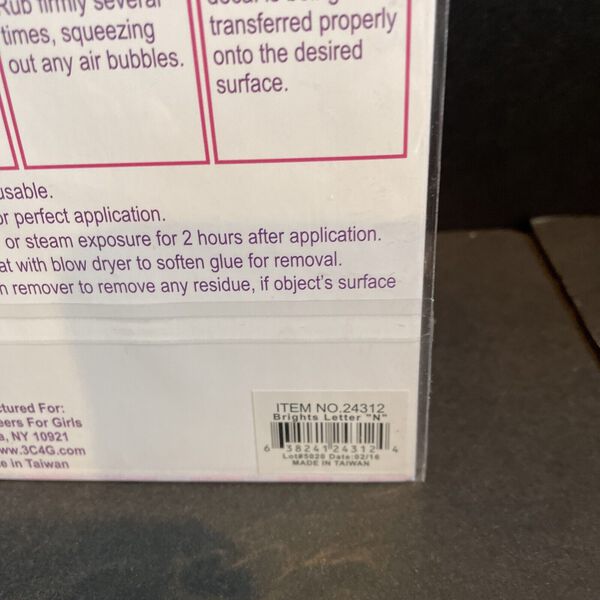 Rub firmly several
times, squeezing
out any air bubbles.
transferred properly
onto the desired
surface.
usable.
or perfect application.
or steam exposure for 2 hours after application.
at with blow dryer to soften glue for removal.
n remover to remove any residue, if object's surface
ctured For:
eers For Girls
a, NY 10921
ww.3C4G.com
e in Taiwan
ITEM NO.24312
Brights Letter "N"
6 38241 24312 4
Lot#5020 Date:02/16
MADE IN TAIWAN